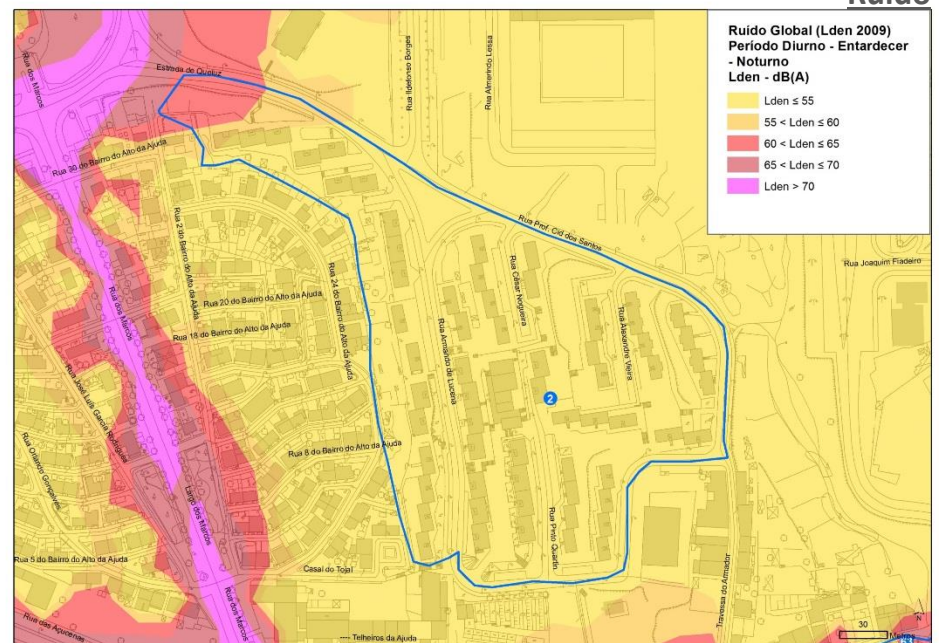 Ruído
Ruído Global (Lden 2009)
Período Diurno - Entardecer
- Noturno
Lden - dB(A)
Lden ≤ 55
55 < Lden ≤ 60
60 < Lden ≤ 65
65 < Lden ≤ 70
Lden > 70
Rua dos Marcos
Estrada de Queluz
Rua Ildefonso Borges
Rua Almerindo Lessa
Rua 30 do Bairro do Alto da Ajuda
Rua 2 do Bairro do Alto da Ajuda
Rua Prof. Cid dos Santos
Rua Joaquim Fiadeiro
Rua César Nogueira
Rua 24 do Bairro do Alto da Ajuda
Rua 20 do Bairro do Alto da Ajuda
Rua dos Marcos
Rua 18 do Bairro do Alto da Ajuda
Rua Armando de Lucena
Rua Alexandre Vieira
Rua José Luís Garcia Rodrigues
2
Rua 8 do Bairro do Alto da Ajuda
Rua Orlando Gonçalves
Largo dos Marcos
Rua Pinto Quartin
Rua 5 do Bairro do Alto da Ajuda
Casal do Tojal
Travessa do Armador
Rua dos Marcos
Rua das Açucenas
Telheiros da Ajuda
30
Metros